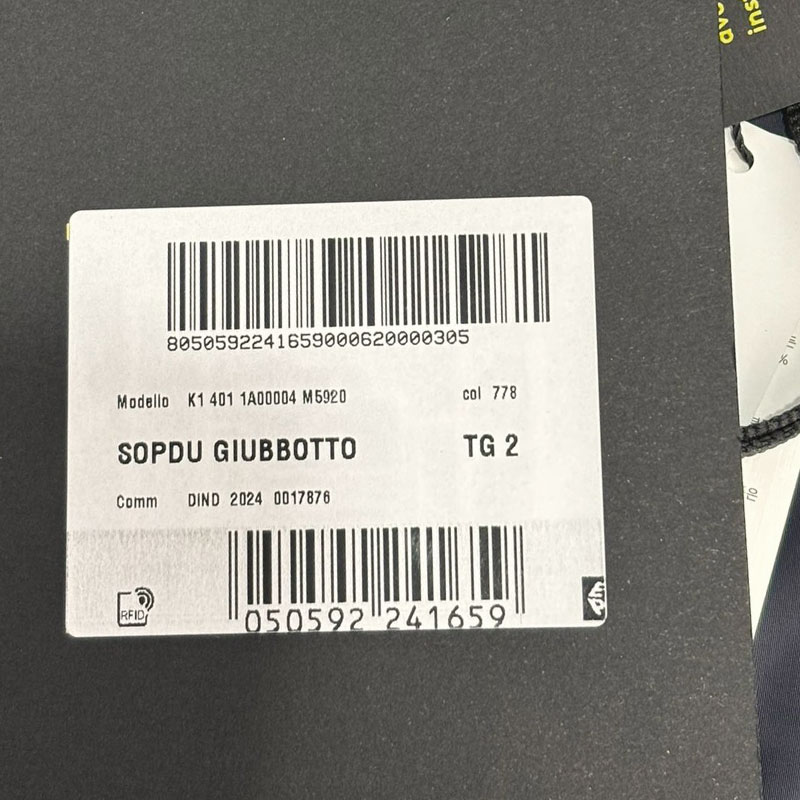 8050592241659000620000305
Modello K1 401 1A00004 M5920 col 778
SOPDU GIUBBOTTO TG 2
Comm DIND 2024 0017876
RFID
050592 241659